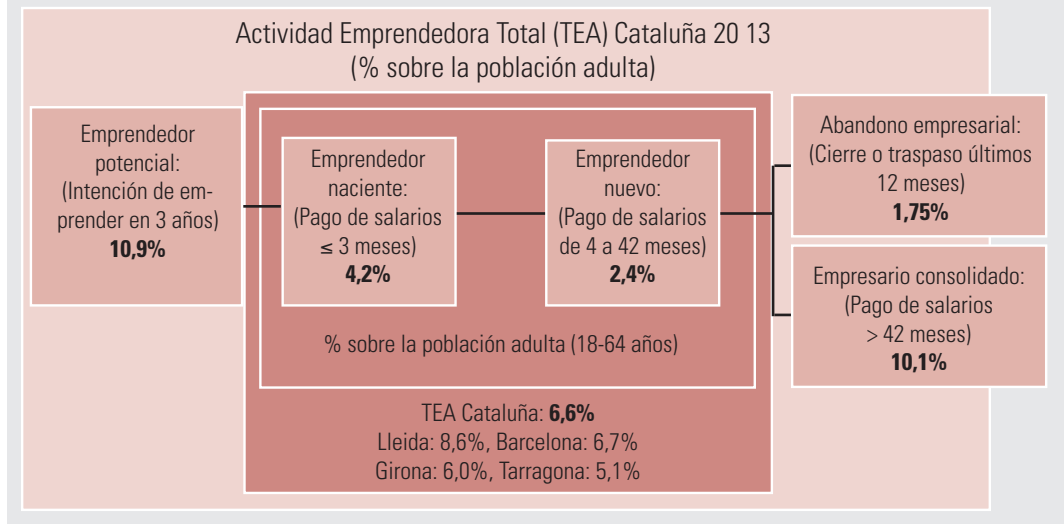 Actividad Emprendedora Total (TEA) Cataluña 20 13
(% sobre la población adulta)
Emprendedor
potencial:
(Intención de em-
prender en 3 años)
10,9%
Emprendedor
naciente:
(Pago de salarios
≤ 3 meses)
4,2%
Emprendedor
nuevo:
(Pago de salarios
de 4 a 42 meses)
2,4%
Abandono empresarial:
(Cierre o traspaso últimos
12 meses)
1,75%
Empresario consolidado:
(Pago de salarios
> 42 meses)
10,1%
% sobre la población adulta (18-64 años)
TEA Cataluña: 6,6%
Lleida: 8,6%, Barcelona: 6,7%
Girona: 6,0%, Tarragona: 5,1%